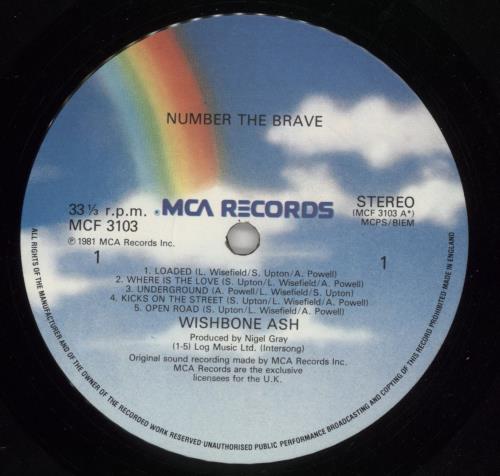 NUMBER THE BRAVE
33⅓ r.p.m.
MCF 3103
℗1981 MCA Records Inc.
1
MCA RECORDS
STEREO
(MCF 3103 A*)
MCPS/BIEM
1
1. LOADED (L. Wisefield/S. Upton/A. Powell)
2. WHERE IS THE LOVE (S. Upton/L. Wisefield/A. Powell)
3. UNDERGROUND (A. Powell/L. Wisefield/S. Upton)
4. KICKS ON THE STREET (S. Upton/L. Wisefield/A. Powell)
5. OPEN ROAD (S. Upton/L. Wisefield/A. Powell)
WISHBONE ASH
Produced by Nigel Gray
(1-5) Log Music Ltd. (Intersong)
Original sound recording made by MCA Records Inc.
MCA Records are the exclusive
licensees for the U.K.
ALL RIGHTS OF THE MANUFACTURER AND OF THE OWNER OF THE RECORDED WORK RESERVED·UNAUTHORISED PUBLIC PERFORMANCE BROADCASTING AND COPYING OF THIS RECORD PROHIBITED·MADE IN ENGLAND